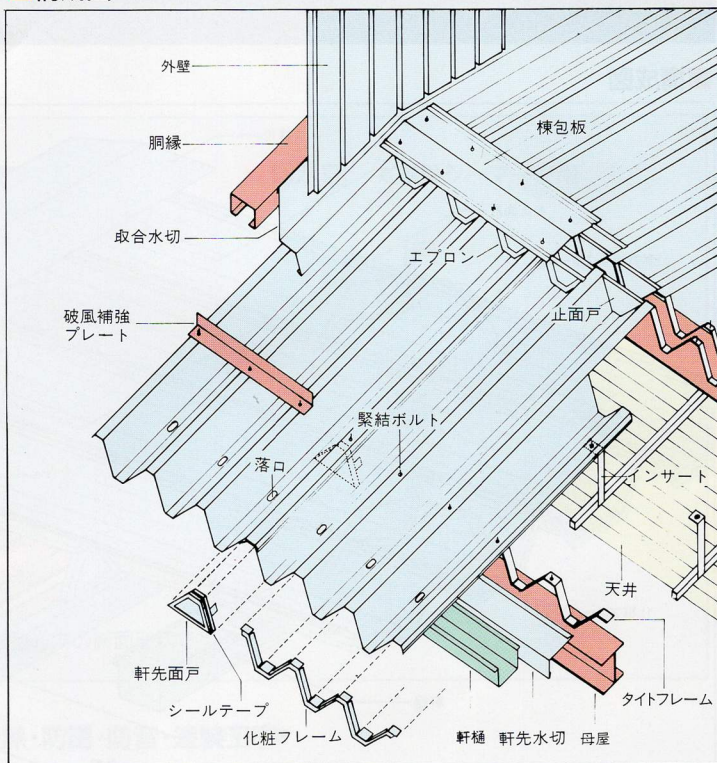 外壁
棟包板
胴縁
取合水切
エプロン
止面戸
破風補強
プレート
緊結ボルト
落口
インサート
天井
軒先面戸
シールテープ
化粧フレーム
軒樋
軒先水切
母屋
タイトフレーム